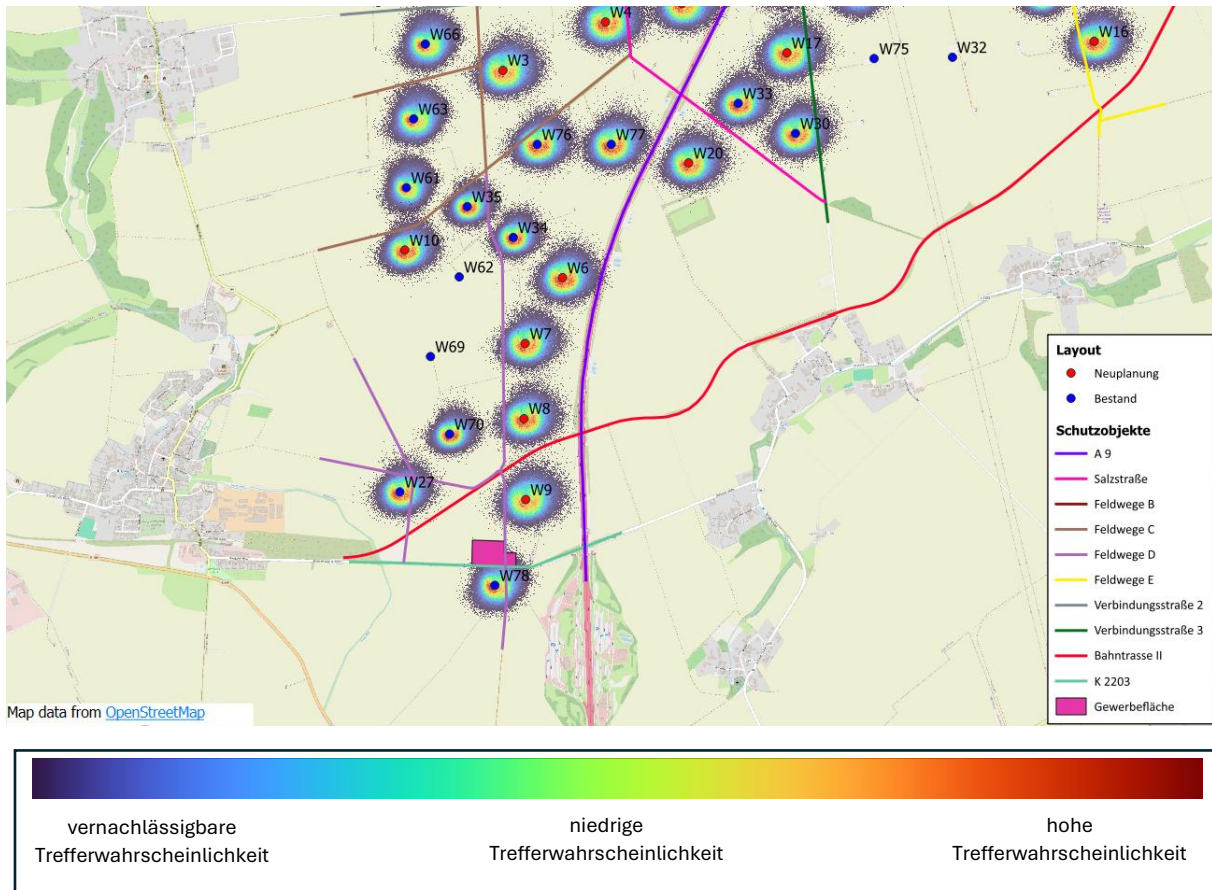 W4
W66
W17
W16
W3
W75
W32
W33
W63
W76
W77
W30
W20
W61
W35
W10
W34
W62
W6
W7
W69
W8
W70
W27
W9
W78
Layout
Neuplanung
Bestand
Schutzobjekte
A 9
Salzstraße
Feldwege B
Feldwege C
Feldwege D
Feldwege E
Verbindungsstraße 2
Verbindungsstraße 3
Bahntrasse II
K 2203
Gewerbefläche
Map data from OpenStreetMap
vernachlässigbare
Trefferwahrscheinlichkeit
niedrige
Trefferwahrscheinlichkeit
hohe
Trefferwahrscheinlichkeit